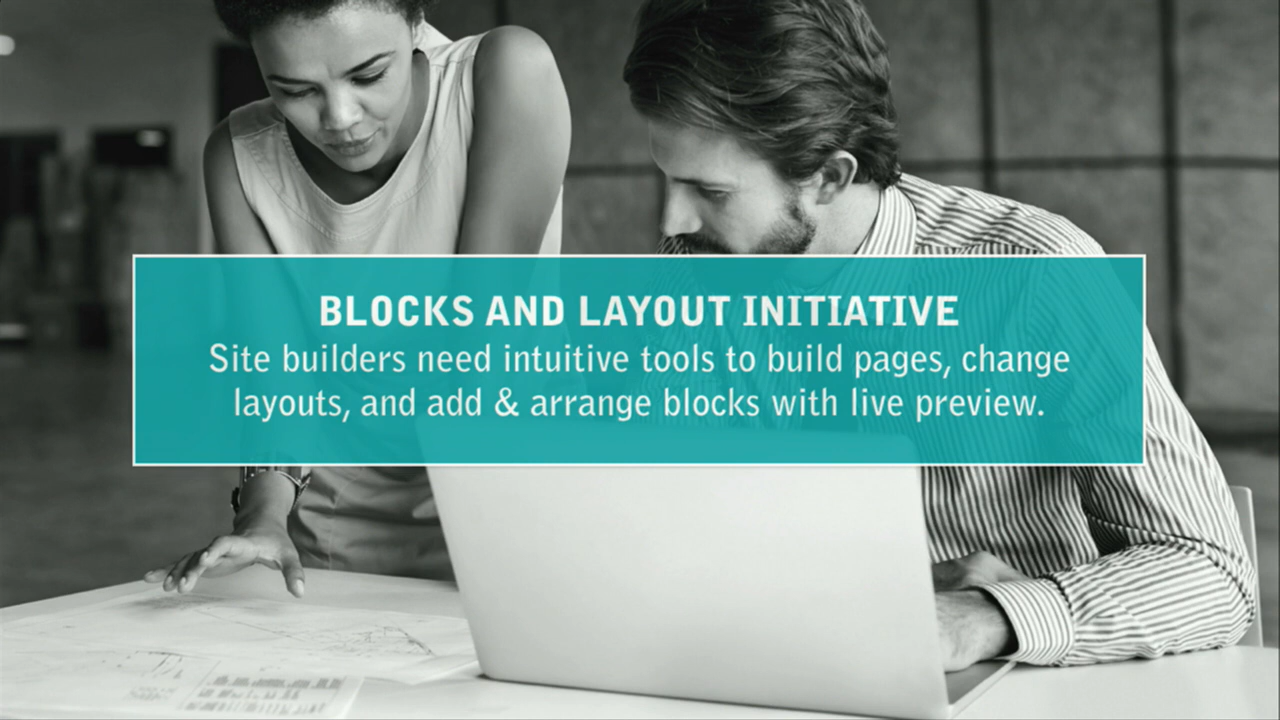 BLOCKS AND LAYOUT INITIATIVE
Site builders need intuitive tools to build pages, change
layouts, and add & arrange blocks with live preview.